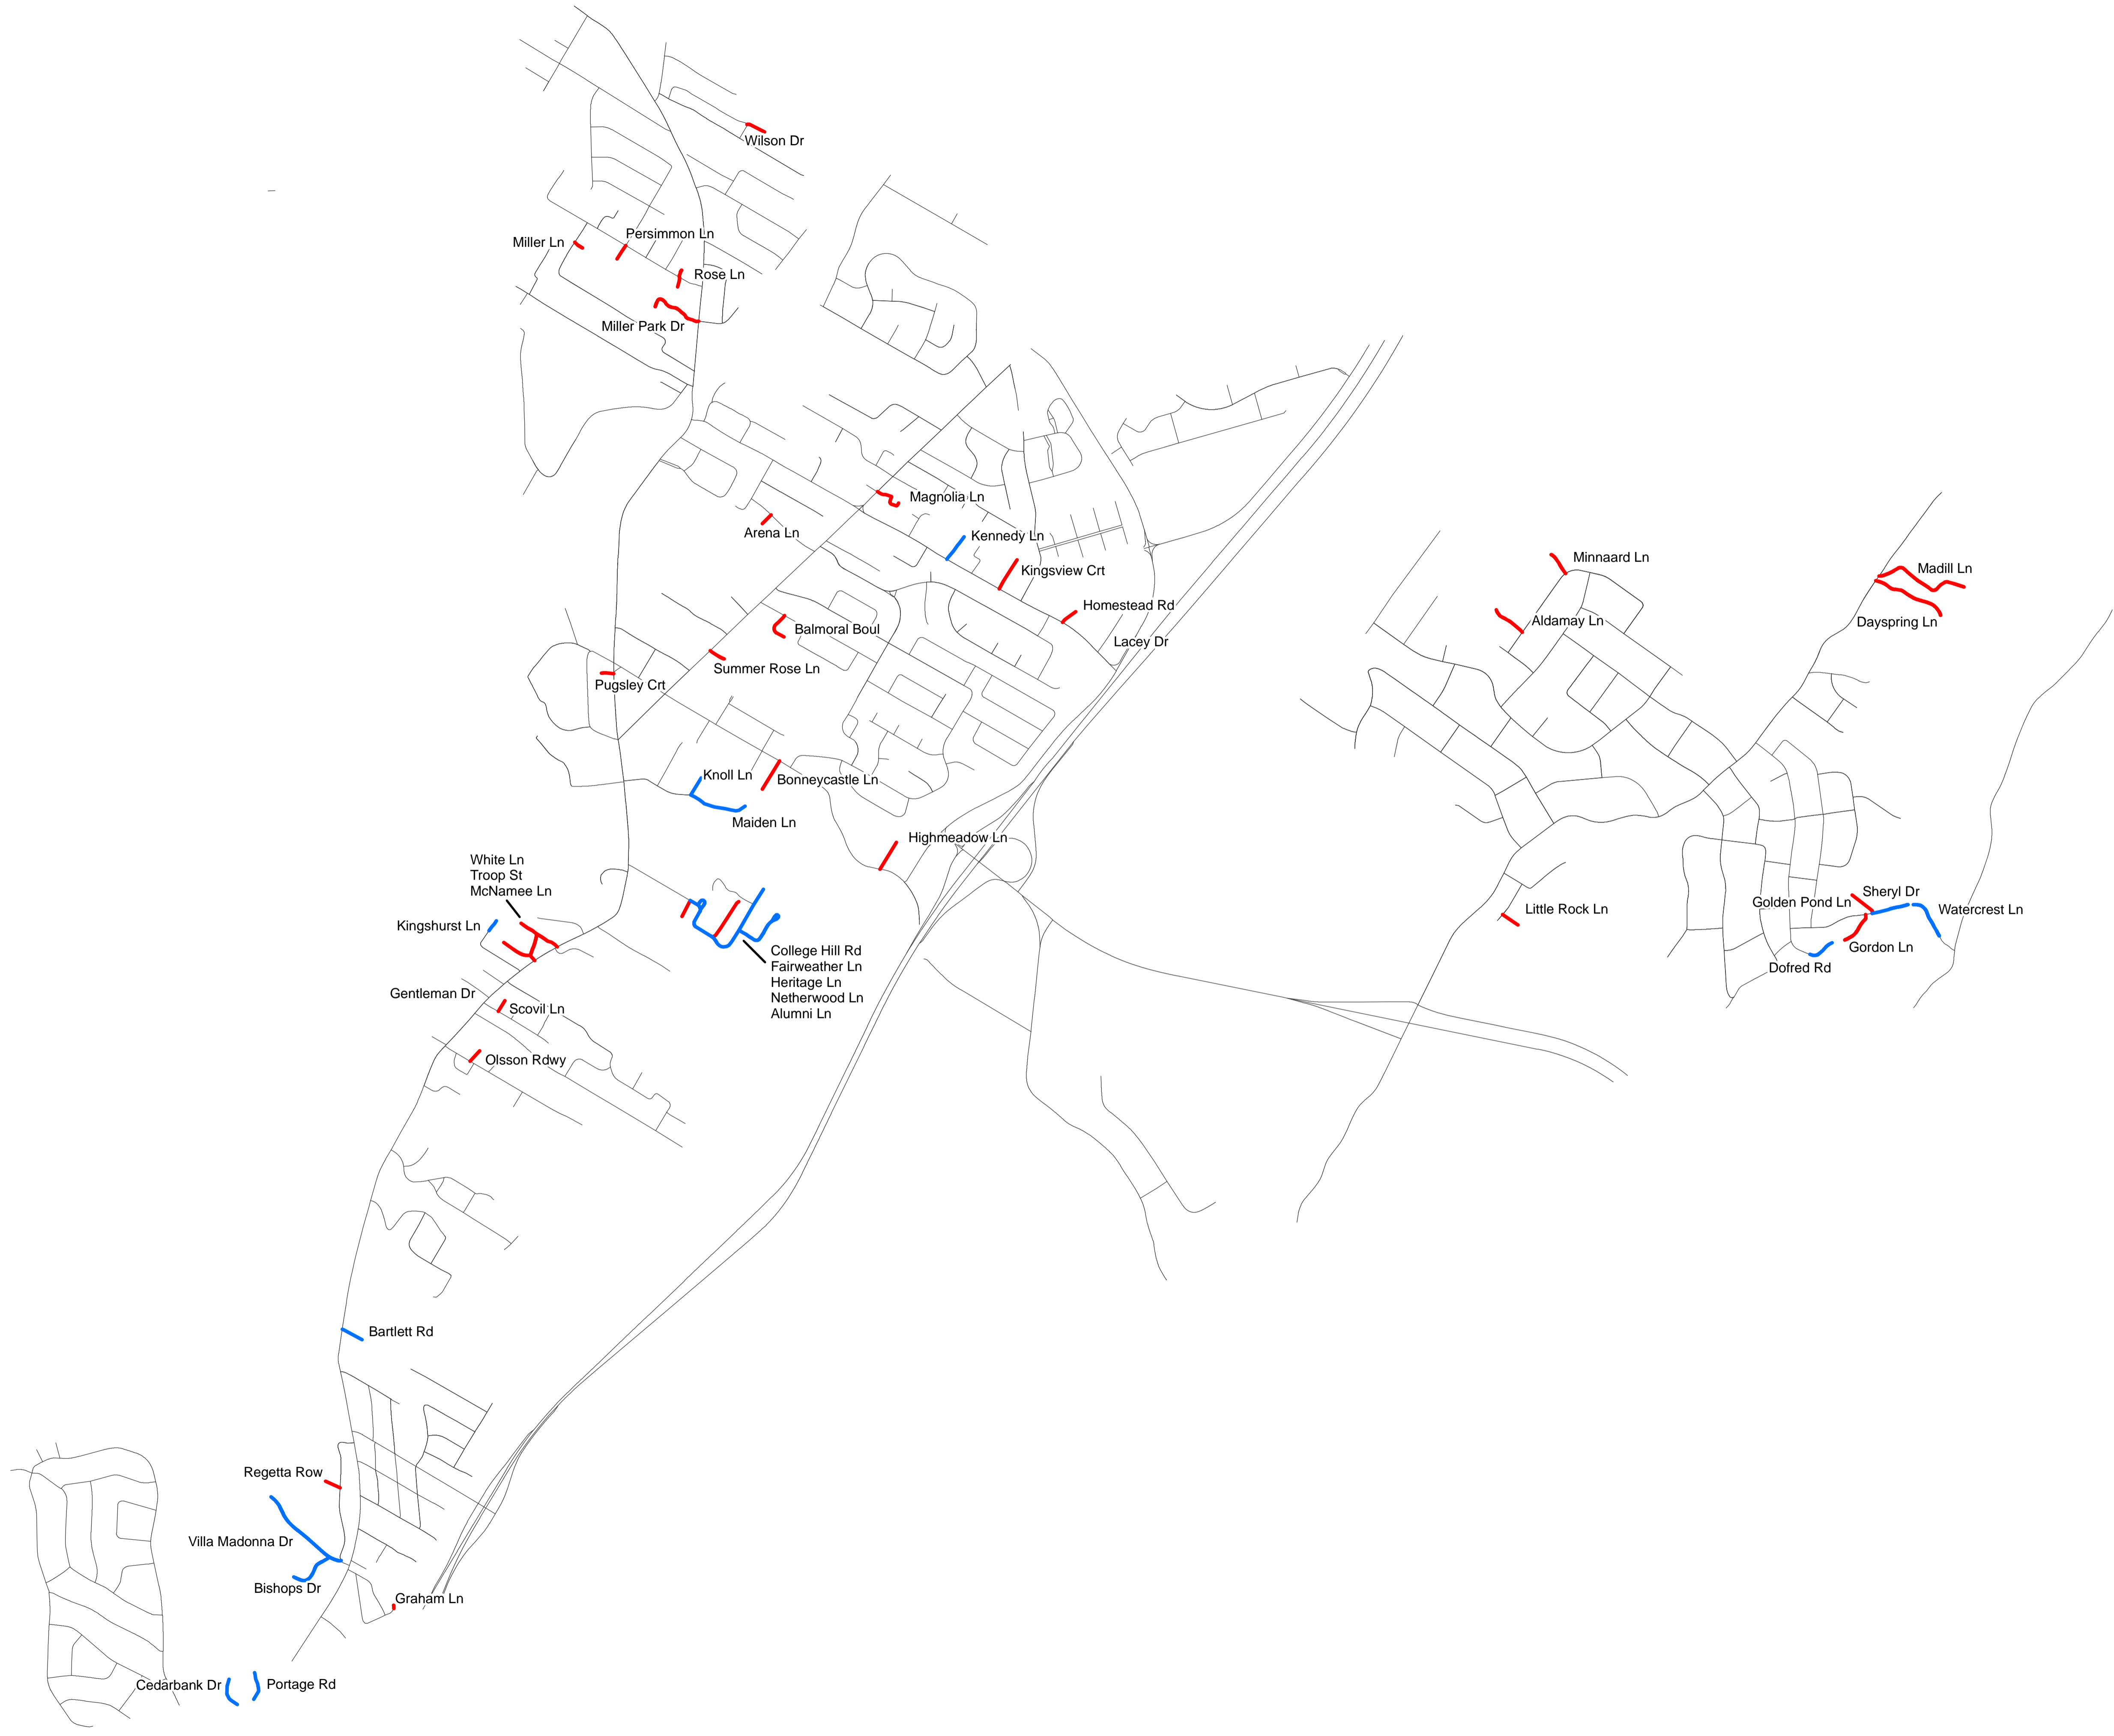 Wilson Dr
Persimmon Ln
Miller Ln
Rose Ln
Miller Park Dr
Magnolia Ln
Arena Ln
Kennedy Ln
Kingsview Crt
Homestead Rd
Lacey Dr
Balmoral Boul
Summer Rose Ln
Pugsley Crt
Knoll Ln
Bonneycastle Ln
Maiden Ln
Highmeadow Ln
White Ln
Troop St
McNamee Ln
Kingshurst Ln
College Hill Rd
Fairweather Ln
Heritage Ln
Netherwood Ln
Alumni Ln
Gentleman Dr
Scovil Ln
Olsson Rdwy
Bartlett Rd
Regetta Row
Villa Madonna Dr
Bishops Dr
Graham Ln
Cedarbank Dr
Portage Rd
Minnaard Ln
Madill Ln
Aldamay Ln
Dayspring Ln
Sheryl Dr
Golden Pond Ln
Little Rock Ln
Watercrest Ln
Gordon Ln
Dofred Rd